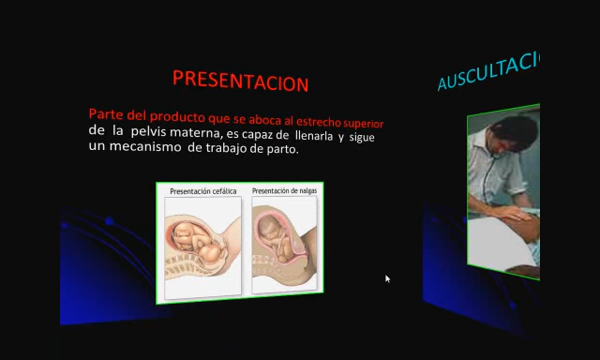 PRESENTACION
Parte del producto que se aboca al estrecho superior
de la pelvis materna, es capaz de llenarla y sigue
un mecanismo de trabajo de parto.
Presentación cefálica
Presentación de nalgas
AUSCULTACI